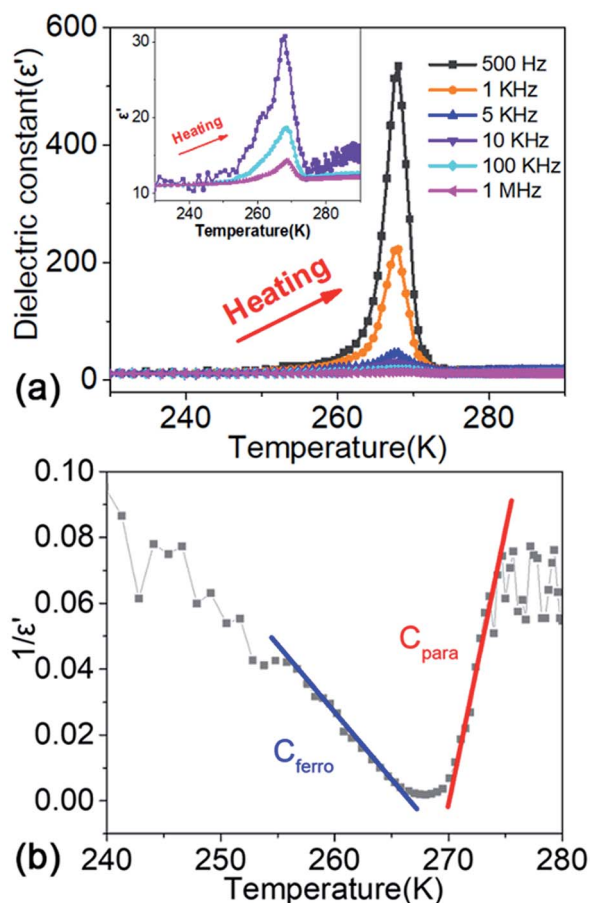 600
500 Hz
1 KHz
5 KHz
10 KHz
100 KHz
1 MHz
400
200
0
Dielectric constant(ε')
30
20
10
ε'
Heating
240 260 280
Temperature(K)
Heating
240 260 280
Temperature(K)
(a)
0.10
0.08
0.06
0.04
0.02
0.00
1/ε'
Cferro
Cpara
240 250 260 270 280
Temperature(K)
(b)